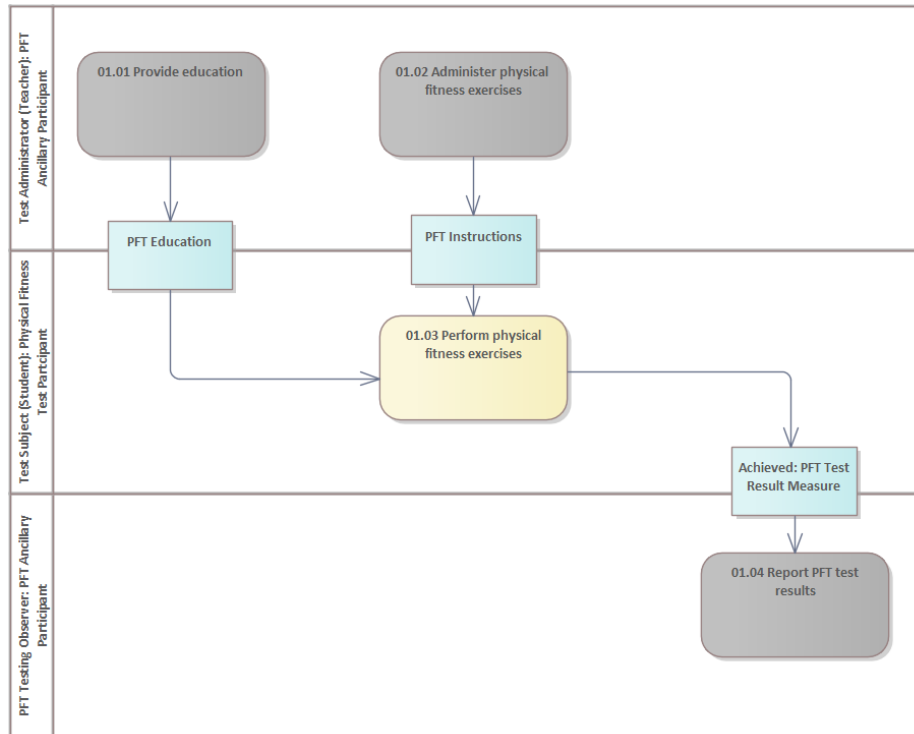 Test Administrator (Teacher): PFT
Ancillary Participant
01.01 Provide education
01.02 Administer physical
fitness exercises
PFT Education
PFT Instructions
Test Subject (Student): Physical Fitness
Test Partcipant
01.03 Perform physical
fitness exercises
Achieved: PFT Test
Result Measure
PFT Testing Observer: PFT Ancillary
Participant
01.04 Report PFT test
results